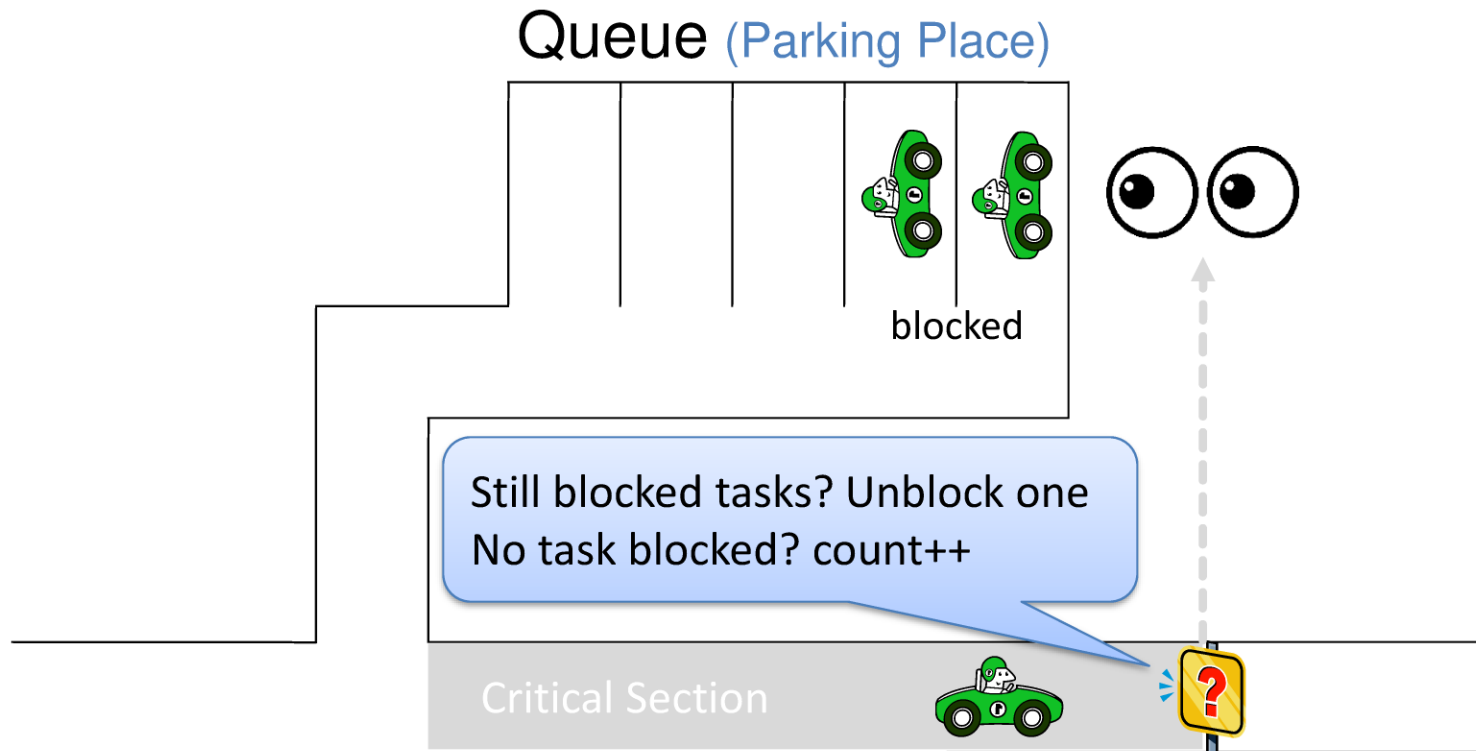 Queue (Parking Place)
blocked
Still blocked tasks? Unblock one
No task blocked? count++
Critical Section
?